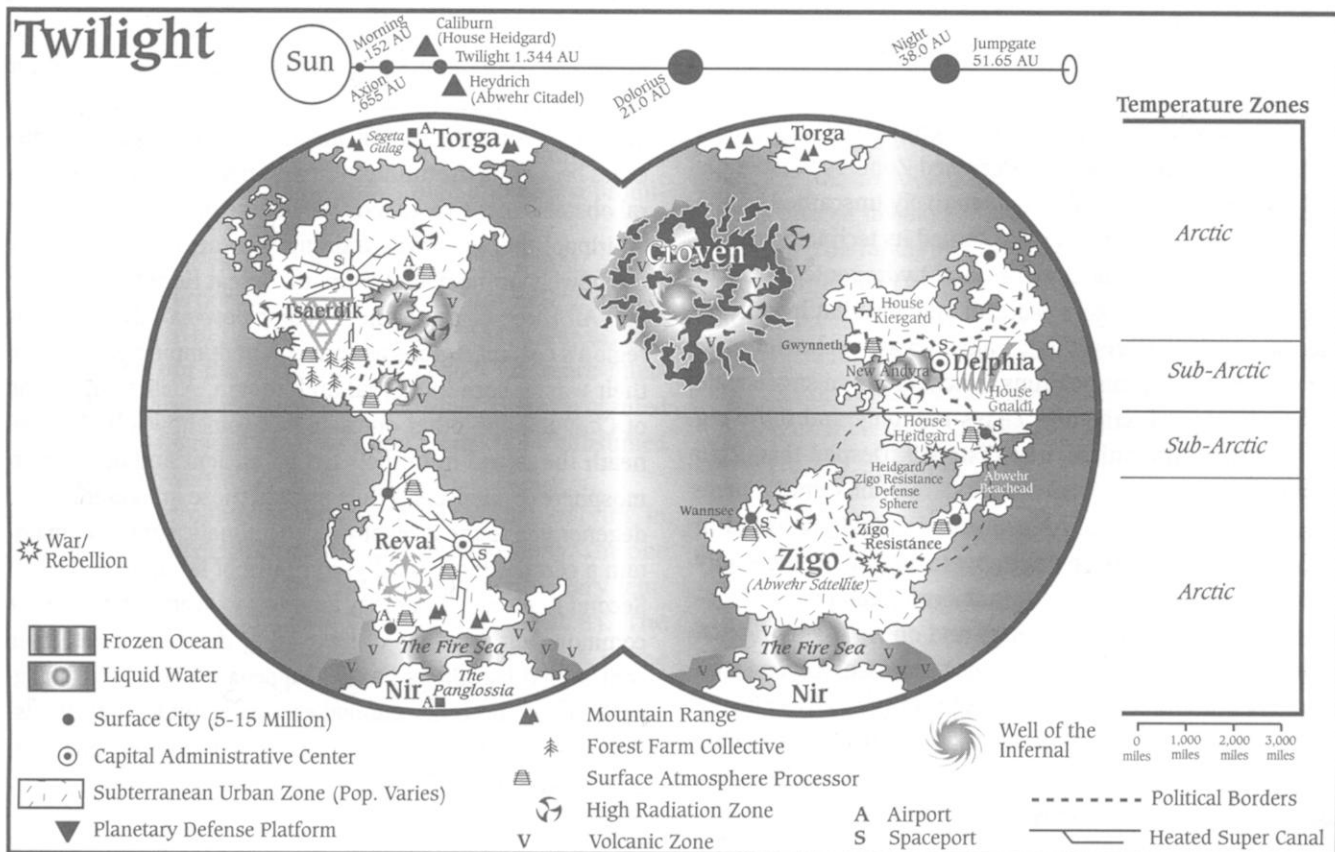 Twilight
Sun
Morning
.152 AU
Axion
.655 AU
Caliburn
(House Heidgard)
Twilight 1.344 AU
Heydrich
(Abwehr Citadel)
Dolorius
21.0 AU
Night
38.0 AU
Jumpgate
51.65 AU
Temperature Zones
Arctic
Sub-Arctic
Sub-Arctic
Arctic
Segeta
Gulag
A
Torga
S
A
Tsaerdik
V
V
V
Reval
S
A
The Fire Sea
V
V
V
V
V
Nir
The
Panglossia
A
Torga
Croven
V
V
V
V
V
V
House
Kiergard
Gwynneth
S
New Andyra
V
Delphia
House
Gualdi
House
Heidgard
S
Heidgard/
Zigo Resistance
Defense
Sphere
Abwehr
Beachead
Wannsee
S
A
Zigo
Resistance
Zigo
(Abwehr Satellite)
The Fire Sea
V
V
V
V
V
Nir
War/
Rebellion
Frozen Ocean
Liquid Water
Surface City (5-15 Million)
Capital Administrative Center
Subterranean Urban Zone (Pop. Varies)
Planetary Defense Platform
Mountain Range
Forest Farm Collective
Surface Atmosphere Processor
High Radiation Zone
V Volcanic Zone
A Airport
S Spaceport
Well of the
Infernal
0 1,000 2,000 3,000
miles miles miles miles
Political Borders
Heated Super Canal